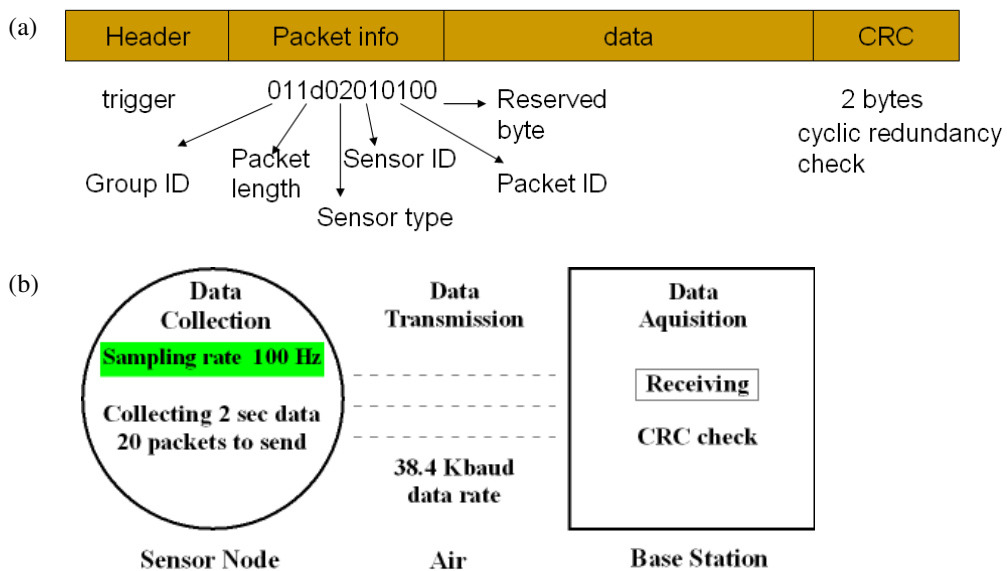 (a)
Header Packet info data CRC
011d02010100
trigger
Group ID
Packet
length
Sensor type
Sensor ID
Packet ID
Reserved
byte
2 bytes
cyclic redundancy
check
(b)
Data
Collection
Sampling rate 100 Hz
Collecting 2 sec data
20 packets to send
Sensor Node
Data
Transmission
38.4 Kbaud
data rate
Air
Data
Aquisition
Receiving
CRC check
Base Station